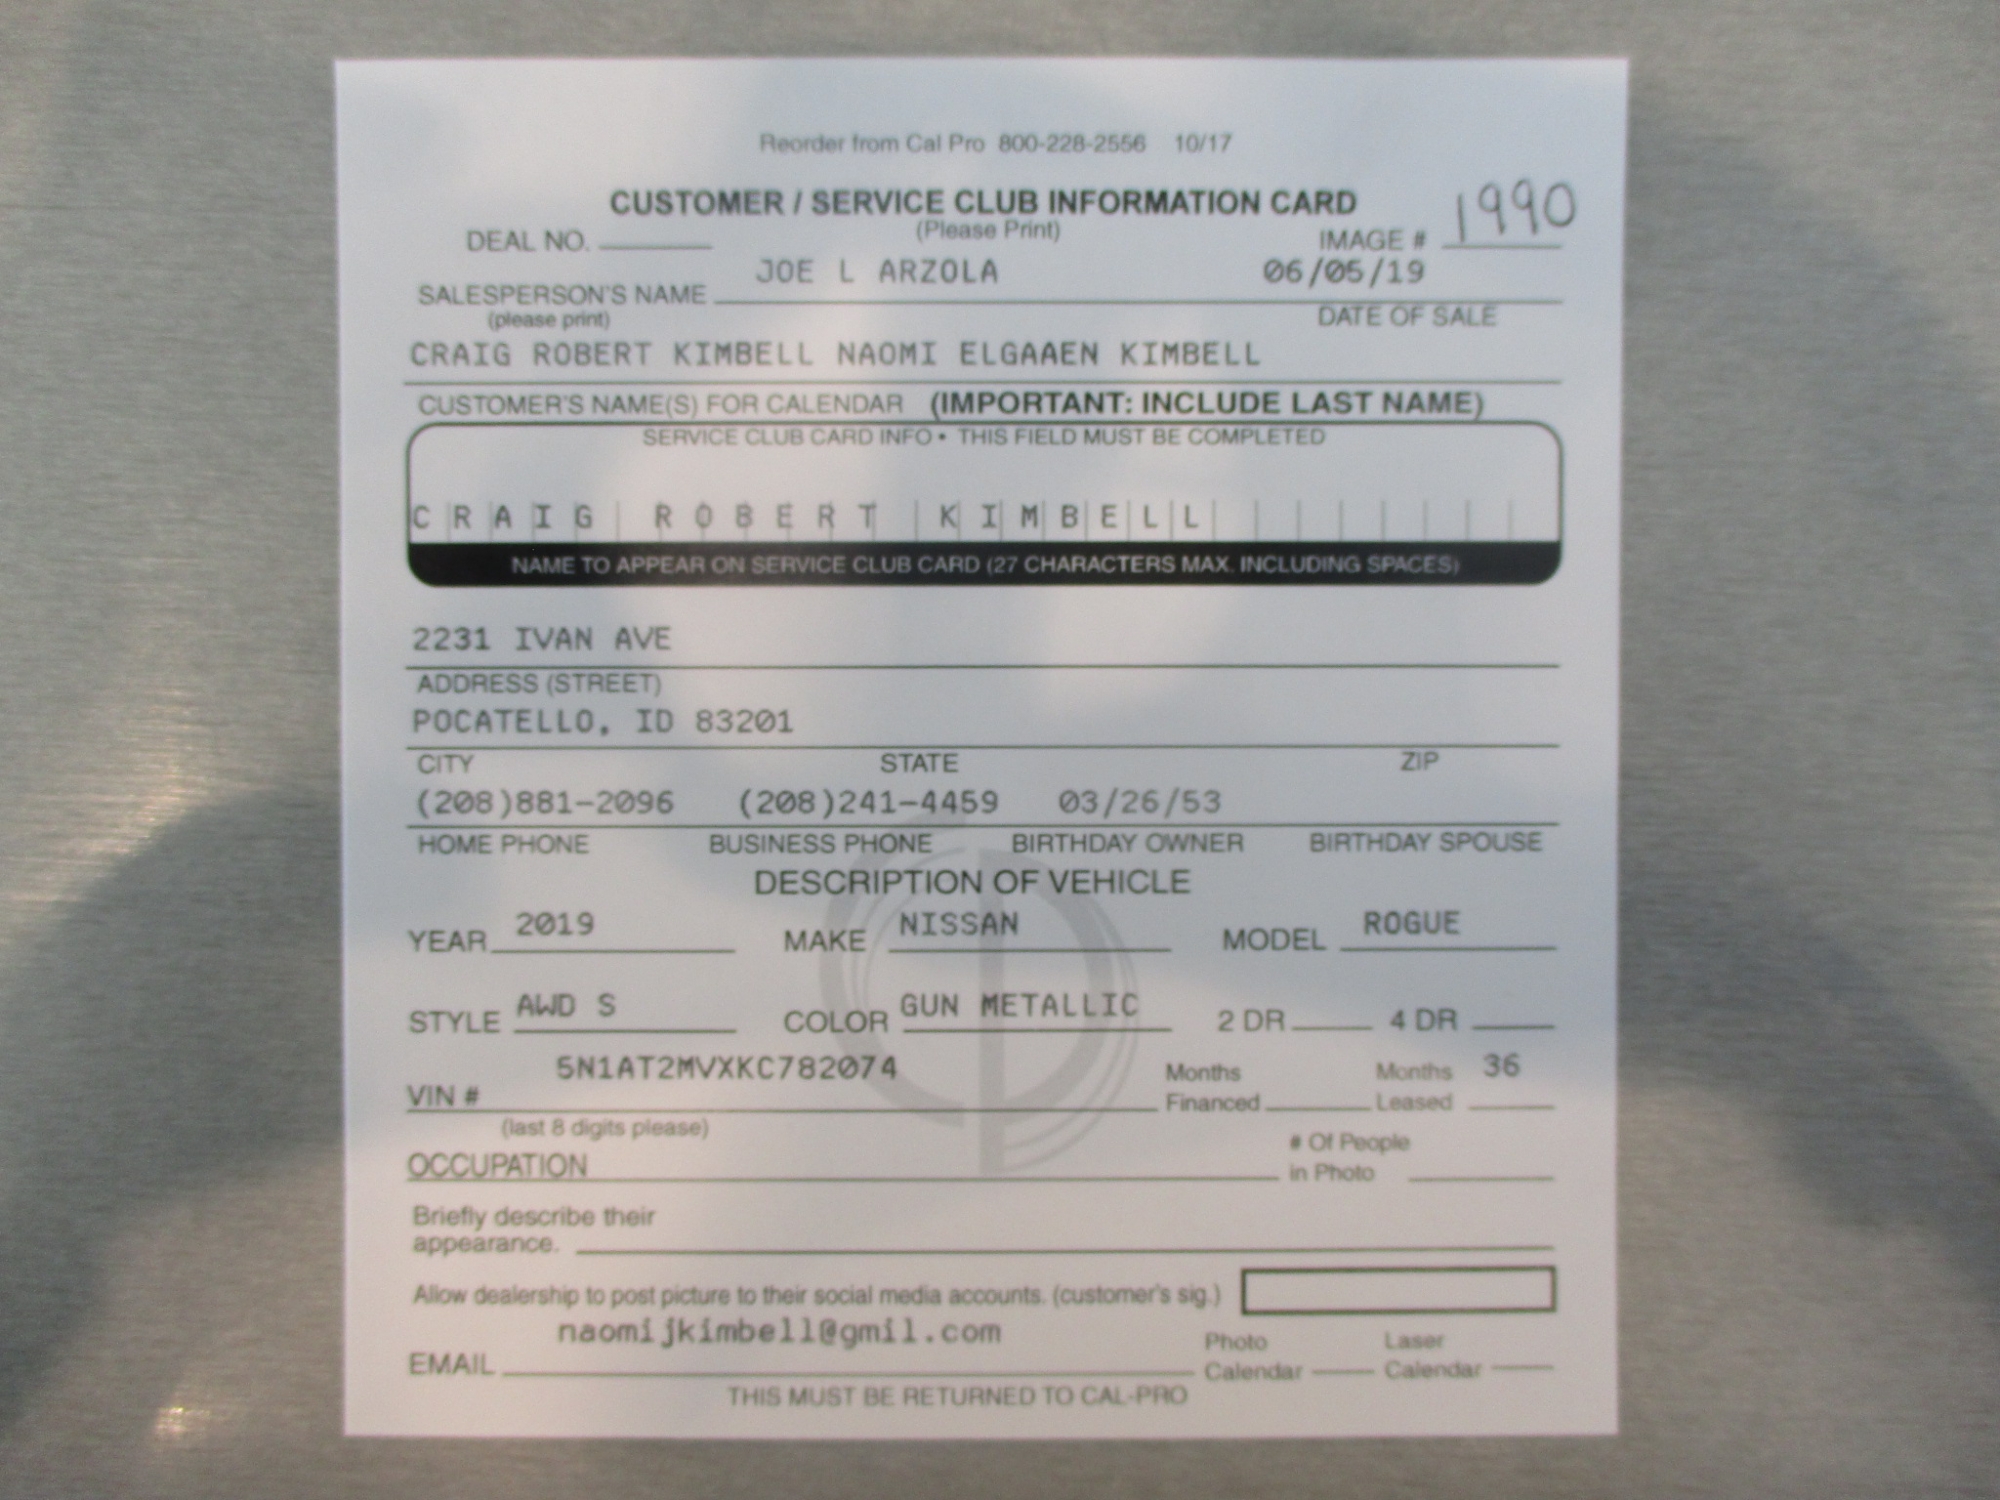 Reorder from Cal Pro 800-228-2556 10/17
CUSTOMER / SERVICE CLUB INFORMATION CARD
(Please Print)
DEAL NO. IMAGE # 1990
JOE L ARZOLA 06/05/19
SALESPERSON'S NAME
(please print) DATE OF SALE
CRAIG ROBERT KIMBELL NAOMI ELGAAEN KIMBELL
CUSTOMER'S NAME(S) FOR CALENDAR (IMPORTANT: INCLUDE LAST NAME)
SERVICE CLUB CARD INFO • THIS FIELD MUST BE COMPLETED
CRAIG ROBERT KIMBELL
NAME TO APPEAR ON SERVICE CLUB CARD (27 CHARACTERS MAX. INCLUDING SPACES)
2231 IVAN AVE
ADDRESS (STREET)
POCATELLO, ID 83201
CITY STATE ZIP
(208)881-2096 (208)241-4459 03/26/53
HOME PHONE BUSINESS PHONE BIRTHDAY OWNER BIRTHDAY SPOUSE
DESCRIPTION OF VEHICLE
YEAR 2019 MAKE NISSAN MODEL ROGUE
STYLE AWD S COLOR GUN METALLIC 2 DR 4 DR
5N1AT2MVXKC782074 Months Months 36
VIN # Financed Leased
(last 8 digits please)
# Of People
OCCUPATION in Photo
Briefly describe their
appearance.
Allow dealership to post picture to their social media accounts. (customer's sig.)
naomijkimbell@gmil.com Photo Laser
EMAIL Calendar Calendar
THIS MUST BE RETURNED TO CAL-PRO